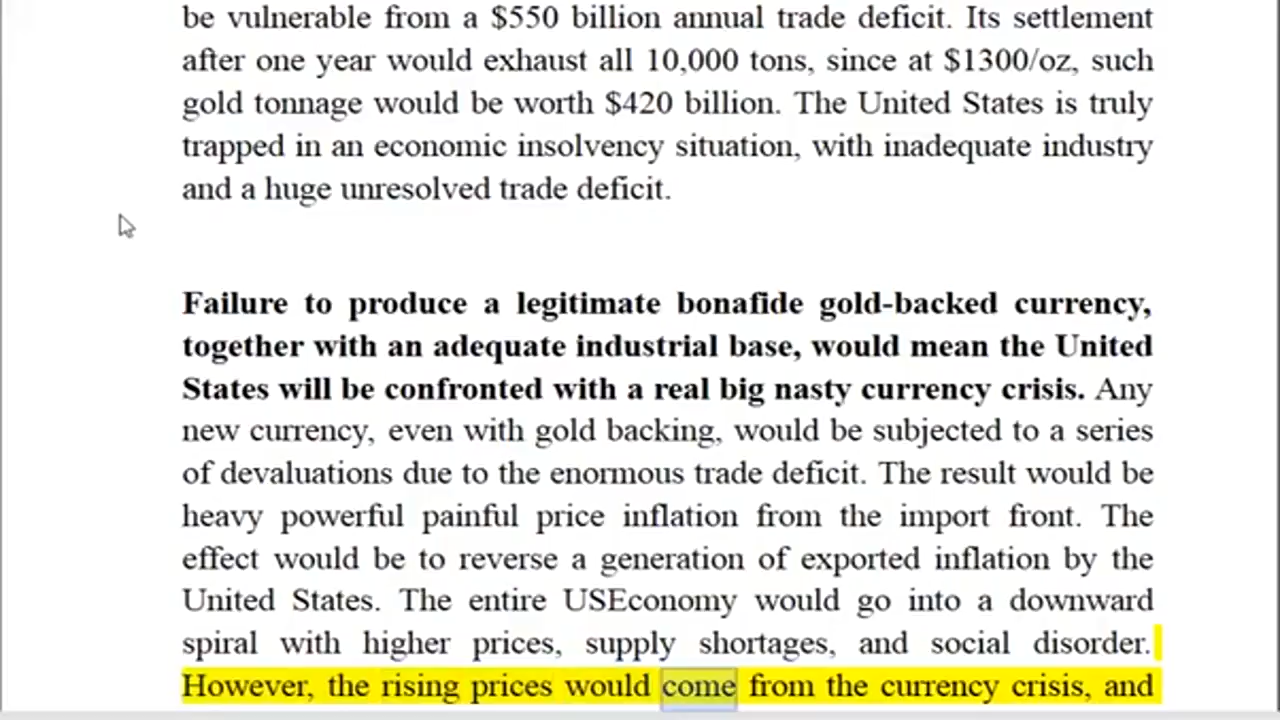 be vulnerable from a $550 billion annual trade deficit. Its settlement
after one year would exhaust all 10,000 tons, since at $1300/oz, such
gold tonnage would be worth $420 billion. The United States is truly
trapped in an economic insolvency situation, with inadequate industry
and a huge unresolved trade deficit.
Failure to produce a legitimate bonafide gold-backed currency,
together with an adequate industrial base, would mean the United
States will be confronted with a real big nasty currency crisis. Any
new currency, even with gold backing, would be subjected to a series
of devaluations due to the enormous trade deficit. The result would be
heavy powerful painful price inflation from the import front. The
effect would be to reverse a generation of exported inflation by the
United States. The entire USEconomy would go into a downward
spiral with higher prices, supply shortages, and social disorder.
However, the rising prices would come from the currency crisis, and